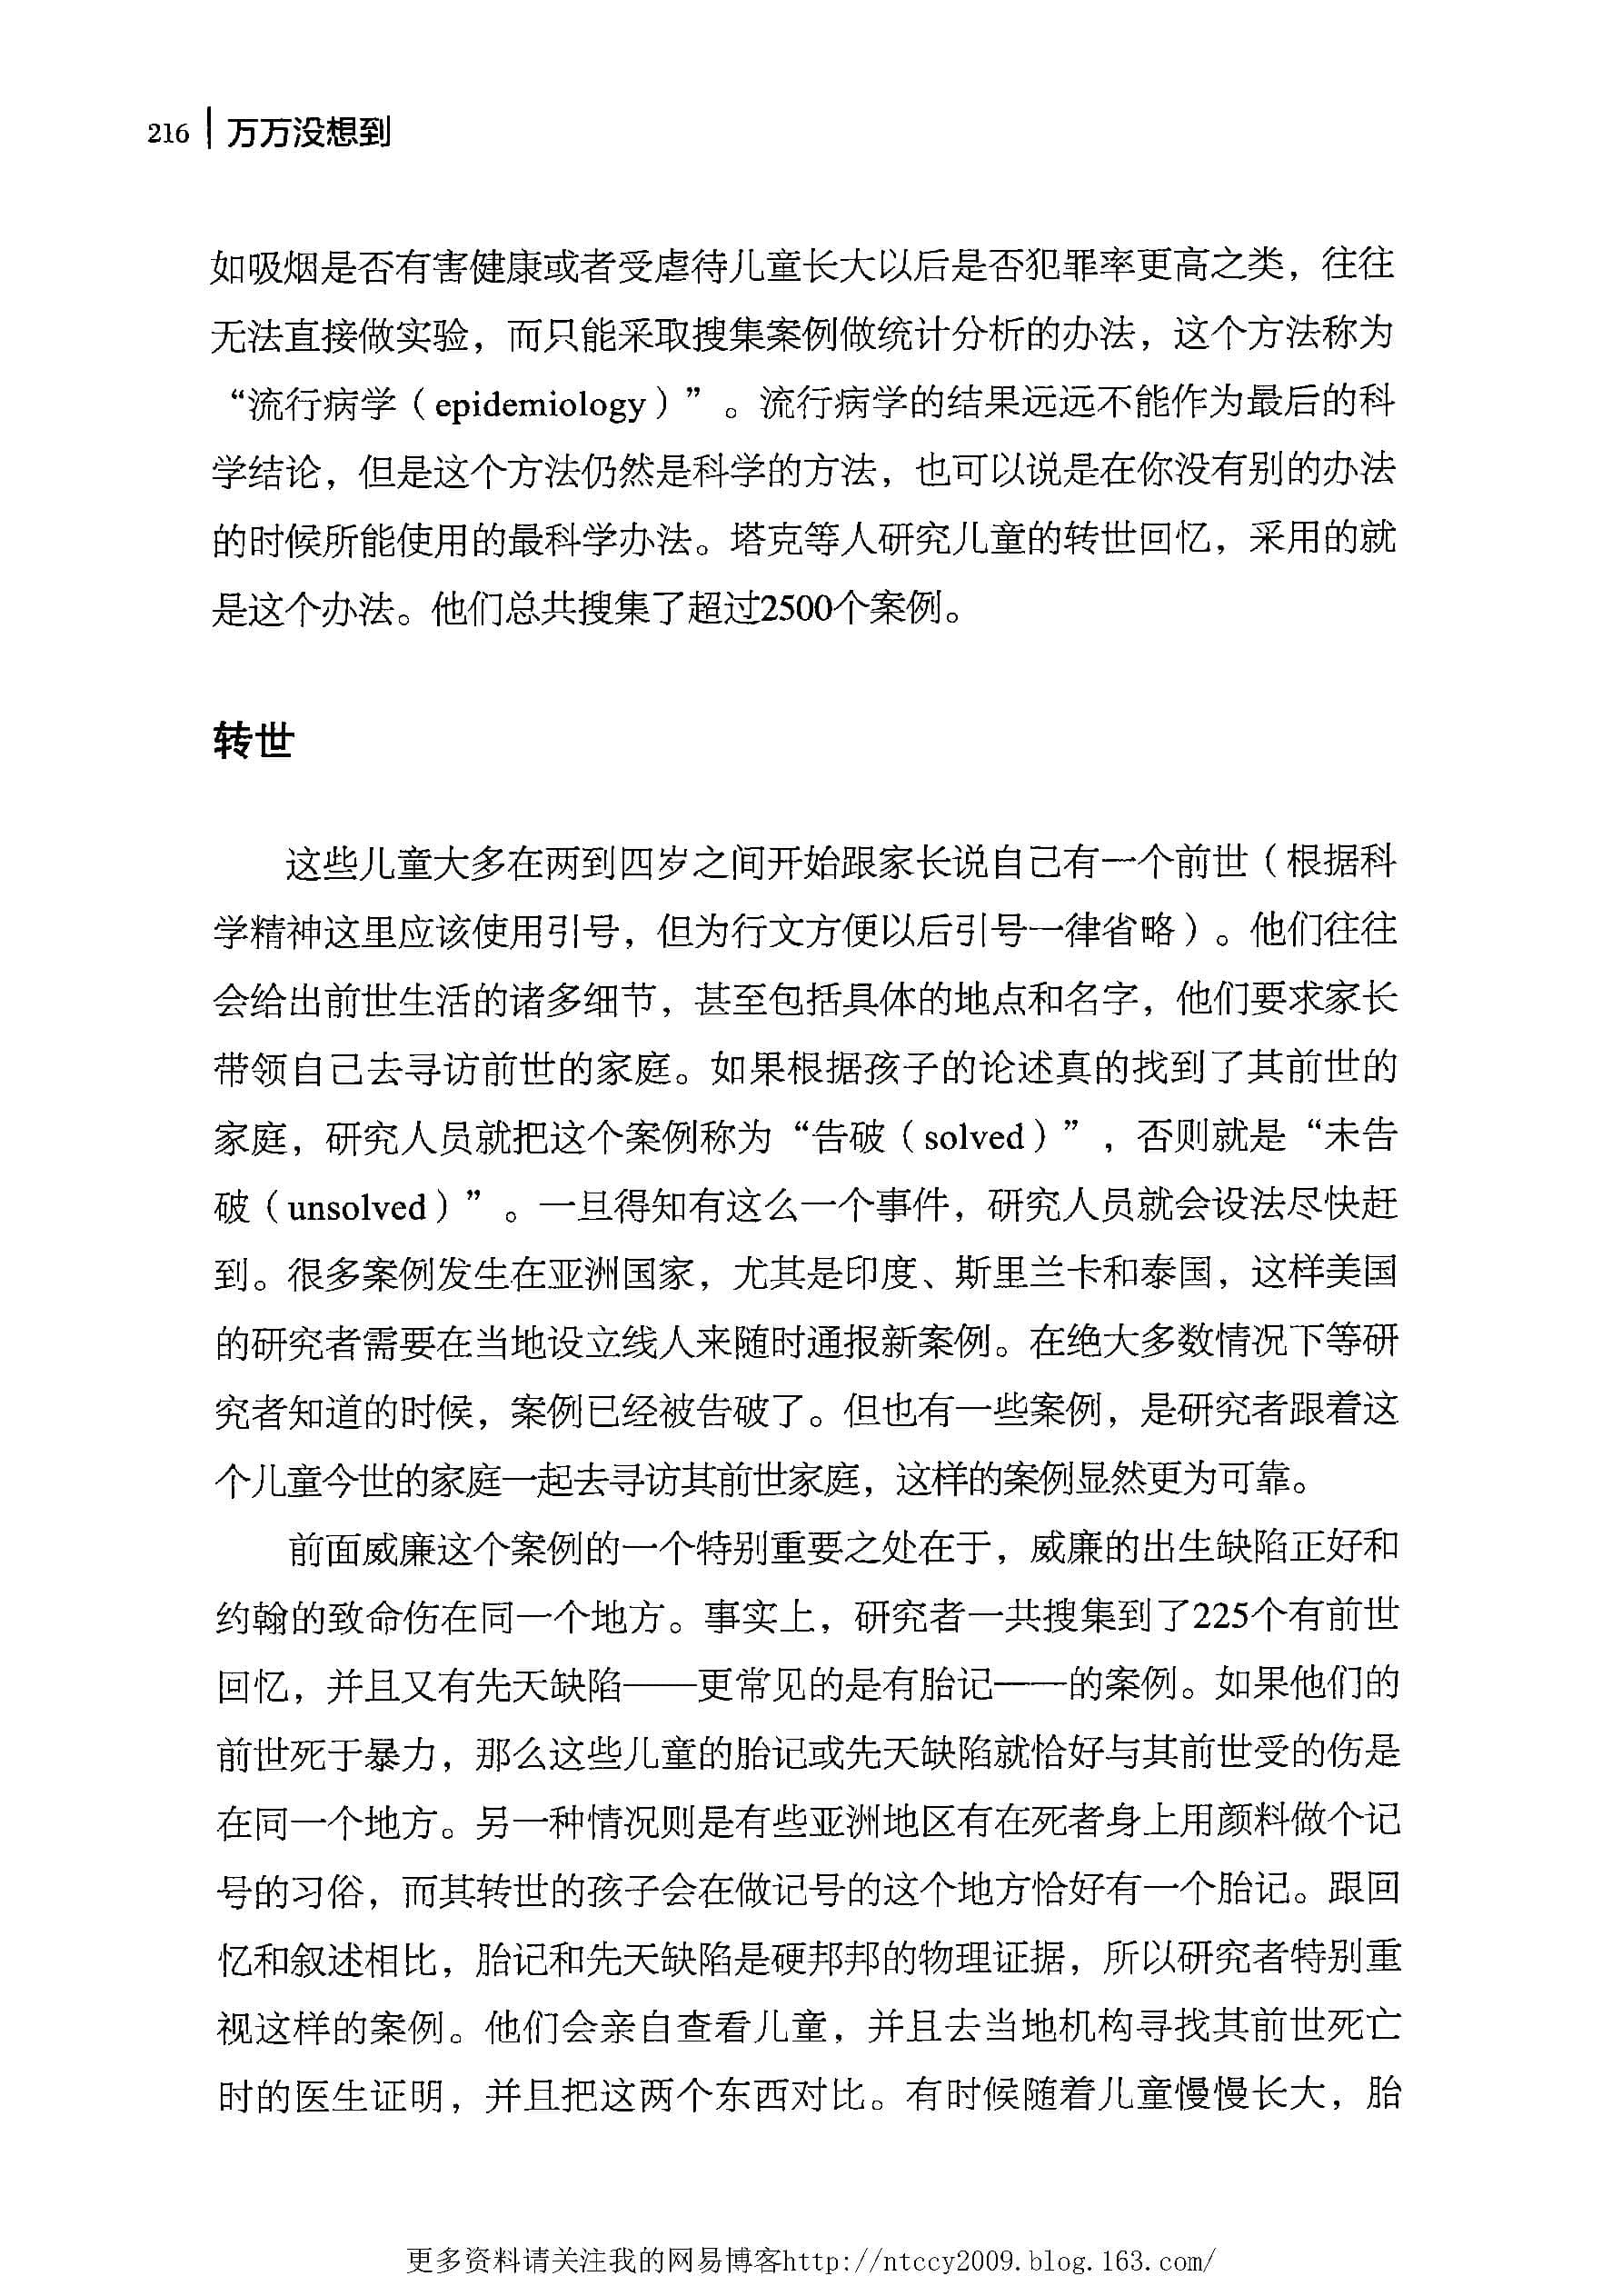 216 万万没想到
如吸烟是否有害健康或者受虐待儿童长大以后是否犯罪率更高之类，往往
无法直接做实验，而只能采取搜集案例做统计分析的办法，这个方法称为
“流行病学（epidemiology）”。流行病学的结果远远不能作为最后的科
学结论，但是这个方法仍然是科学的方法，也可以说是在你没有别的办法
的时候所能使用的最科学办法。塔克等人研究儿童的转世回忆，采用的就
是这个办法。他们总共搜集了超过2500个案例。
转世
这些儿童大多在两到四岁之间开始跟家长说自己有一个前世（根据科
学精神这里应该使用引号，但为行文方便以后引号一律省略）。他们往往
会给出前世生活的诸多细节，甚至包括具体的地点和名字，他们要求家长
带领自己去寻访前世的家庭。如果根据孩子的论述真的找到了其前世的
家庭，研究人员就把这个案例称为“告破（solved）”，否则就是“未告
破（unsolved）”。一旦得知有这么一个事件，研究人员就会设法尽快赶
到。很多案例发生在亚洲国家，尤其是印度、斯里兰卡和泰国，这样美国
的研究者需要在当地设立线人来随时通报新案例。在绝大多数情况下等研
究者知道的时候，案例已经被告破了。但也有一些案例，是研究者跟着这
个儿童今世的家庭一起去寻访其前世家庭，这样的案例显然更为可靠。
前面威廉这个案例的一个特别重要之处在于，威廉的出生缺陷正好和
约翰的致命伤在同一个地方。事实上，研究者一共搜集到了225个有前世
回忆，并且又有先天缺陷——更常见的是有胎记——的案例。如果他们的
前世死于暴力，那么这些儿童的胎记或先天缺陷就恰好与其前世受的伤是
在同一个地方。另一种情况则是有些亚洲地区有在死者身上用颜料做个记
号的习俗，而其转世的孩子会在做记号的这个地方恰好有一个胎记。跟回
忆和叙述相比，胎记和先天缺陷是硬邦邦的物理证据，所以研究者特别重
视这样的案例。他们会亲自查看儿童，并且去当地机构寻找其前世死亡
时的医生证明，并且把这两个东西对比。有时候随着儿童慢慢长大，胎
更多资料请关注我的网易博客http://ntccy2009.blog.163.com/